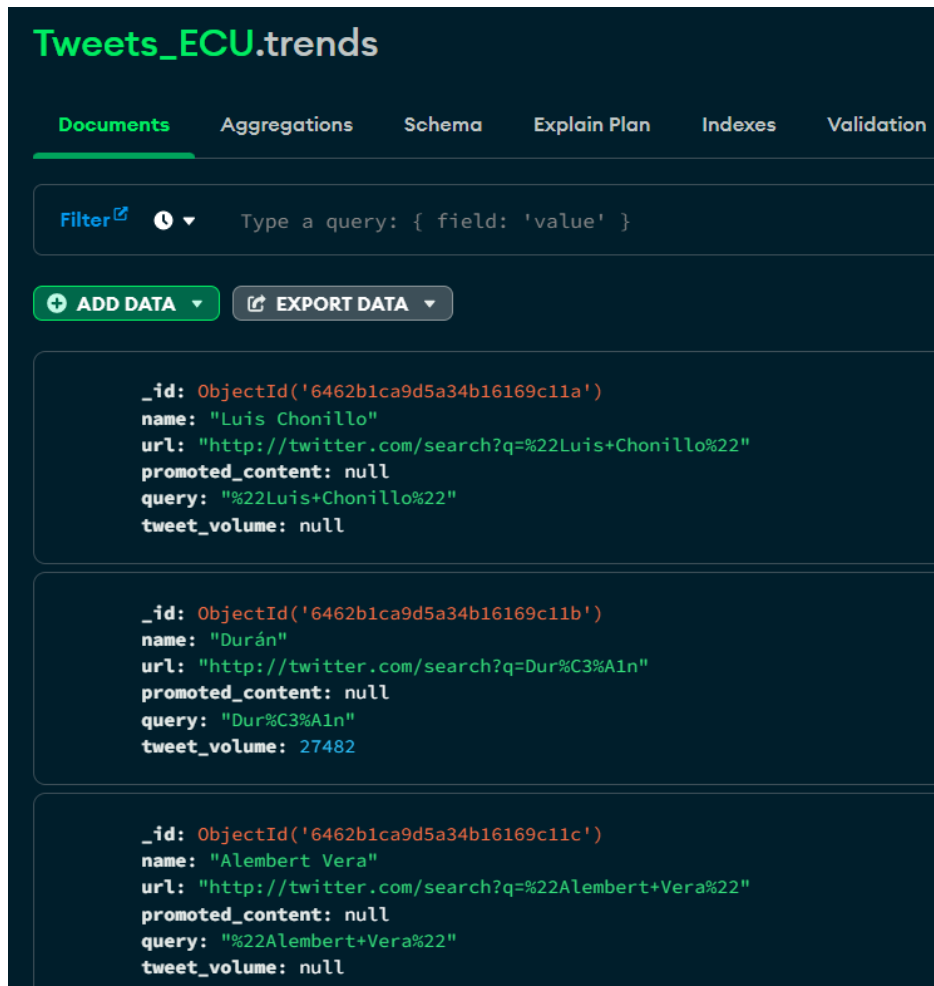 Tweets_ECU.trends
Documents Aggregations Schema Explain Plan Indexes Validation
Filter Type a query: { field: 'value' }
ADD DATA EXPORT DATA
_id: ObjectId('6462b1ca9d5a34b16169c11a')
name: "Luis Chonillo"
url: "http://twitter.com/search?q=%22Luis+Chonillo%22"
promoted_content: null
query: "%22Luis+Chonillo%22"
tweet_volume: null
_id: ObjectId('6462b1ca9d5a34b16169c11b')
name: "Durán"
url: "http://twitter.com/search?q=Dur%C3%A1n"
promoted_content: null
query: "Dur%C3%A1n"
tweet_volume: 27482
_id: ObjectId('6462b1ca9d5a34b16169c11c')
name: "Alembert Vera"
url: "http://twitter.com/search?q=%22Alembert+Vera%22"
promoted_content: null
query: "%22Alembert+Vera%22"
tweet_volume: null